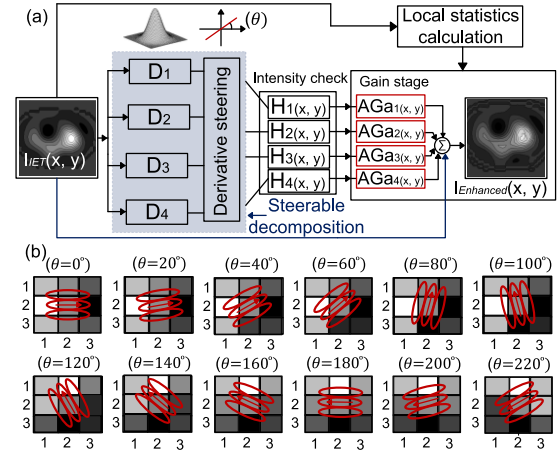 (a)
(θ)
Local statistics
calculation
D1
D2
D3
D4
Derivative steering
Intensity check
Gain stage
IIET(x, y)
H1(x, y)
H2(x, y)
H3(x, y)
H4(x, y)
AGa1(x, y)
AGa2(x, y)
AGa3(x, y)
AGa4(x, y)
Σ
IEnhanced(x, y)
Steerable
decomposition
(b)
(θ=0°) (θ=20°) (θ=40°) (θ=60°) (θ=80°) (θ=100°)
1
2
3
1 2 3 1 2 3 1 2 3 1 2 3 1 2 3 1 2 3
(θ=120°) (θ=140°) (θ=160°) (θ=180°) (θ=200°) (θ=220°)
1
2
3
1 2 3 1 2 3 1 2 3 1 2 3 1 2 3 1 2 3